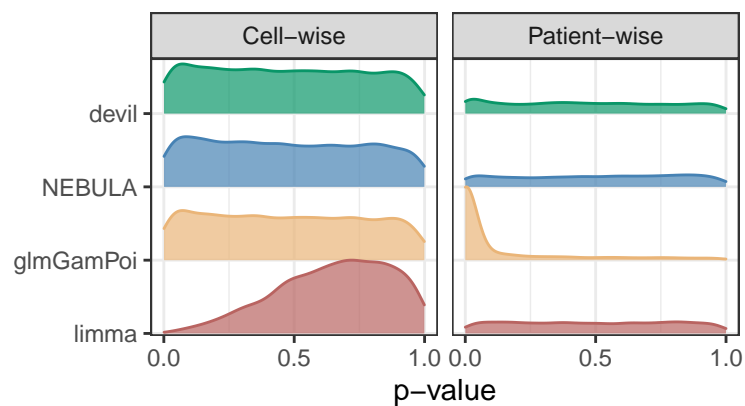 Cell−wise
Patient−wise
devil
NEBULA
glmGamPoi
limma
0.0 0.5 1.0 0.0 0.5 1.0
p−value